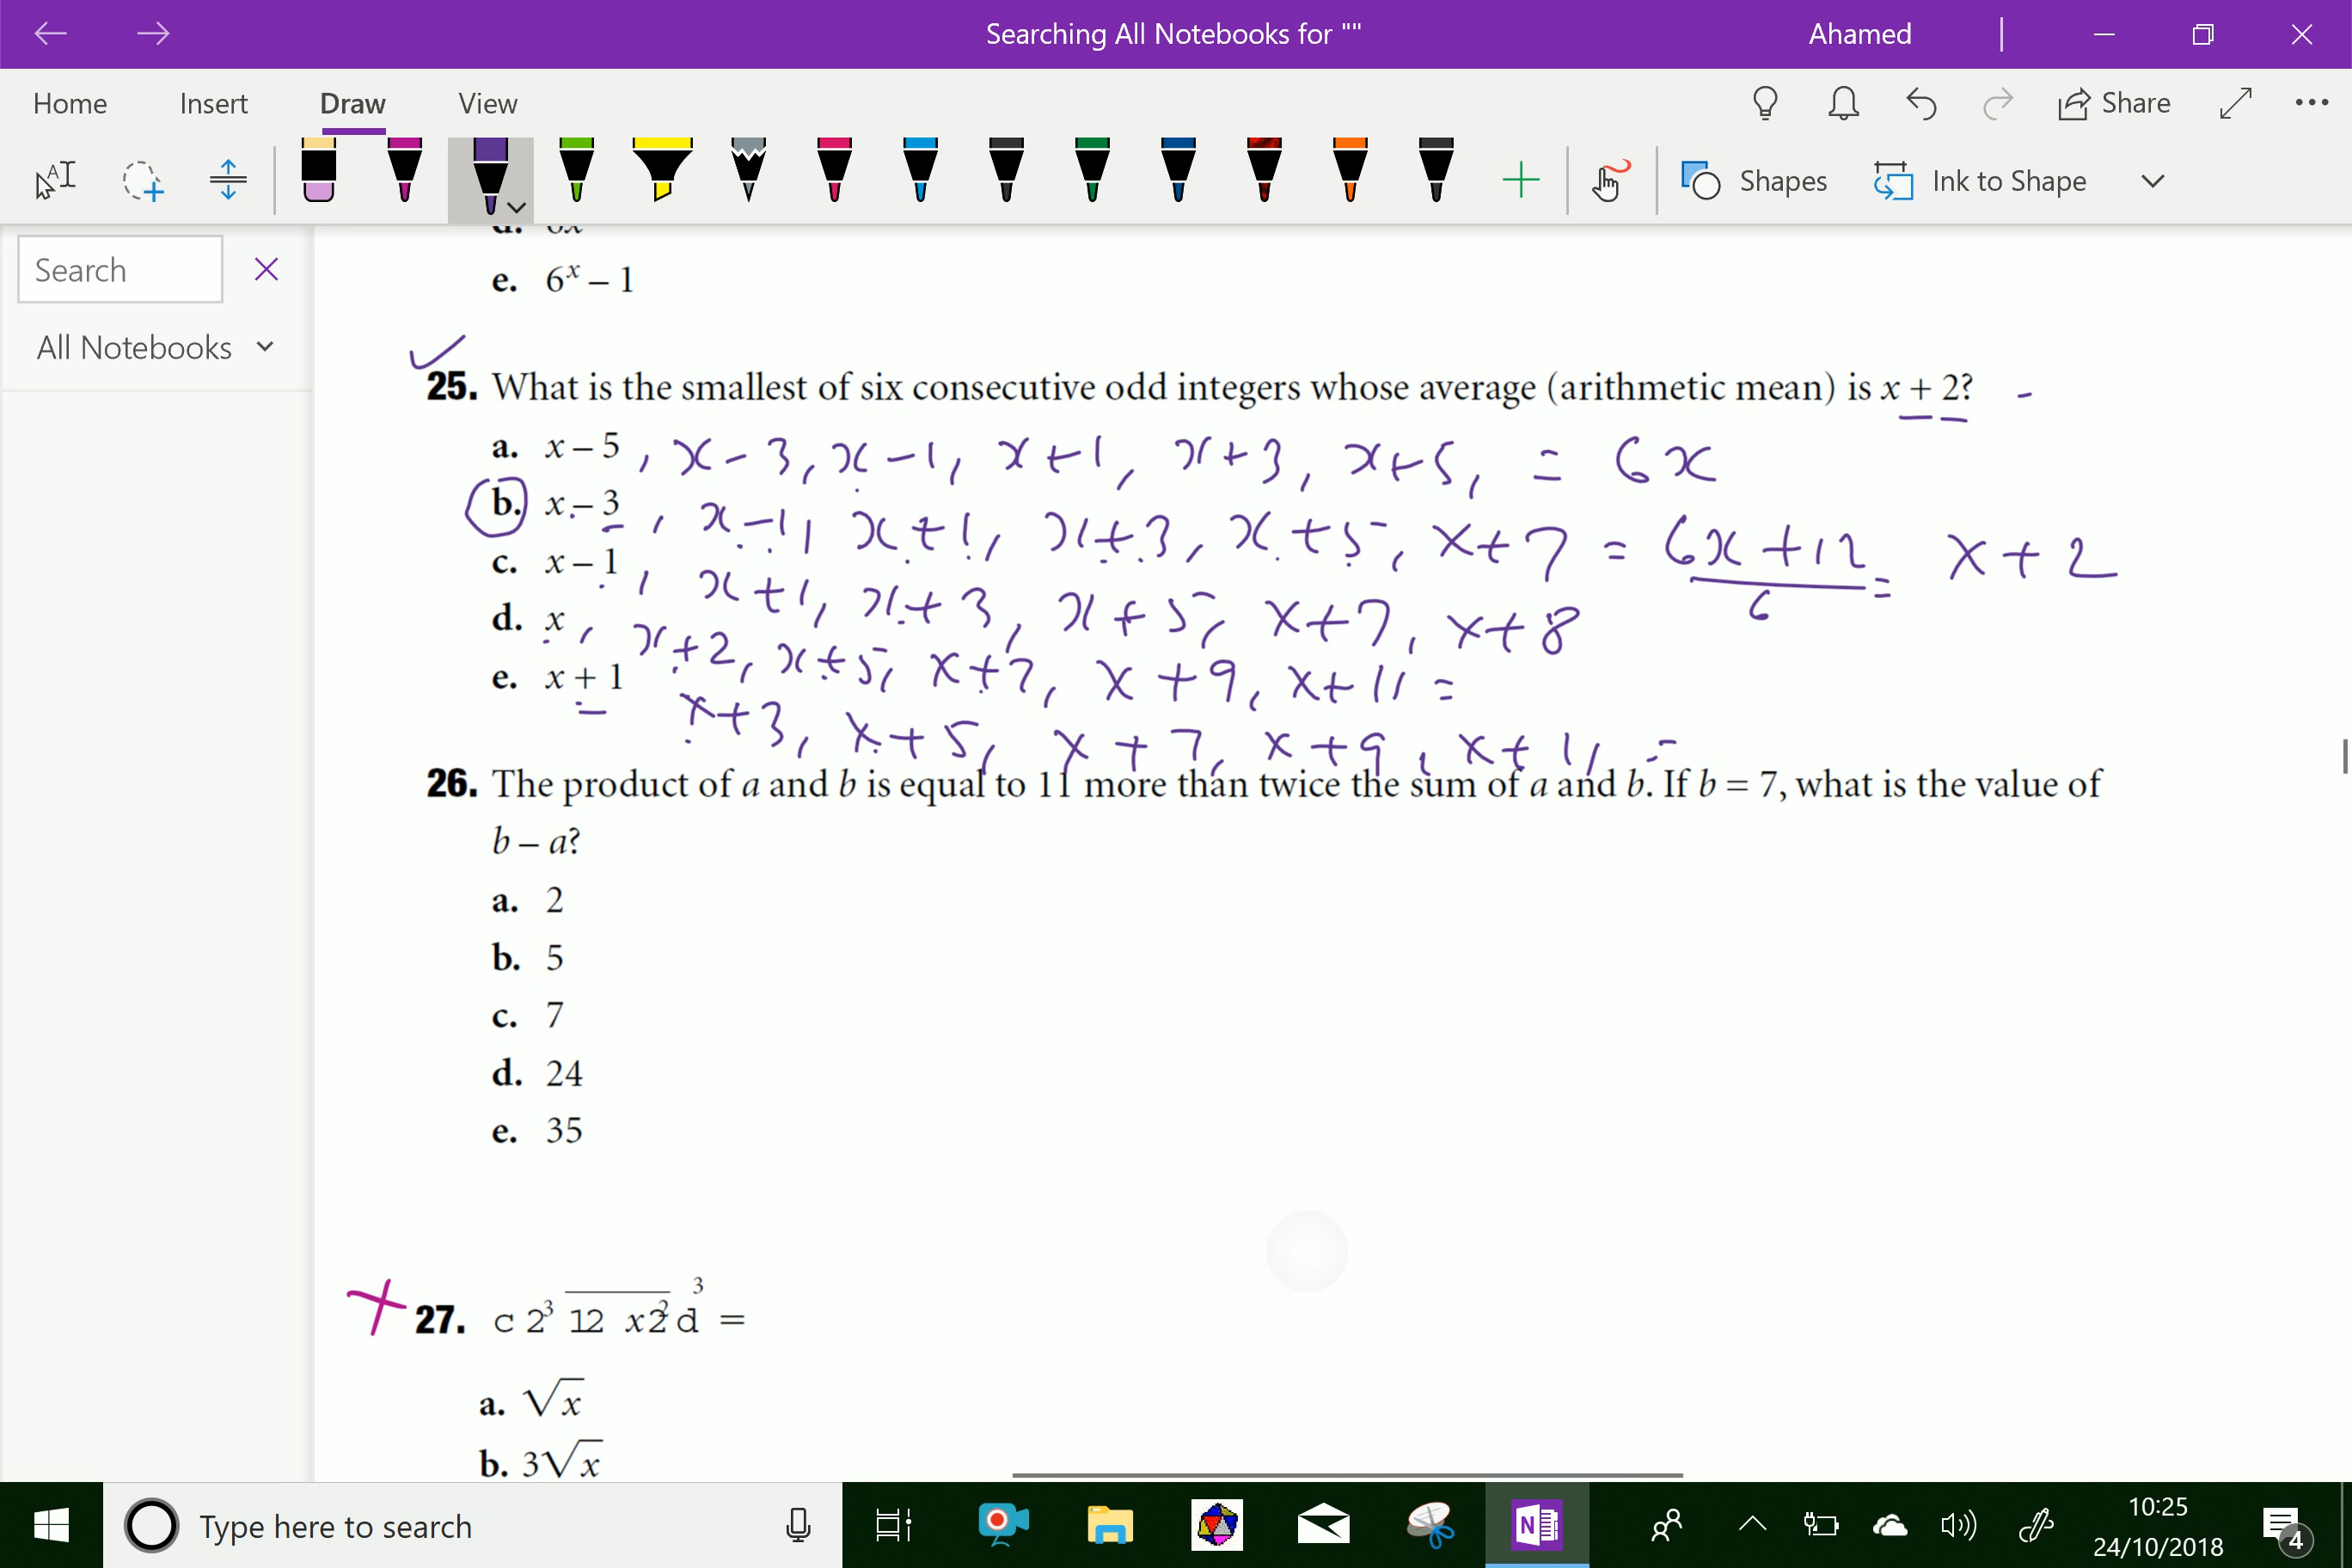 Searching All Notebooks for ""
Ahamed
Home Insert Draw View
Share
Shapes Ink to Shape
Search
All Notebooks
e. 6ˣ – 1
25. What is the smallest of six consecutive odd integers whose average (arithmetic mean) is x + 2? -
a. x – 5 , x - 3, x - 1, x + 1, x + 3, x + 5, = 6x
b. x – 3 , x - 1, x + 1, x + 3, x + 5, x + 7 = 6x + 12 / 6 = x + 2
c. x – 1 , x + 1, x + 3, x + 5, x + 7, x + 8
d. x , x + 2, x + 5, x + 7, x + 9, x + 11 =
e. x + 1 x + 3, x + 5, x + 7, x + 9, x + 11 =
26. The product of a and b is equal to 11 more than twice the sum of a and b. If b = 7, what is the value of
b – a?
a. 2
b. 5
c. 7
d. 24
e. 35
27. c 2³ 12 x2² d³ =
a. √x
b. 3√x
Type here to search
10:25
24/10/2018
4